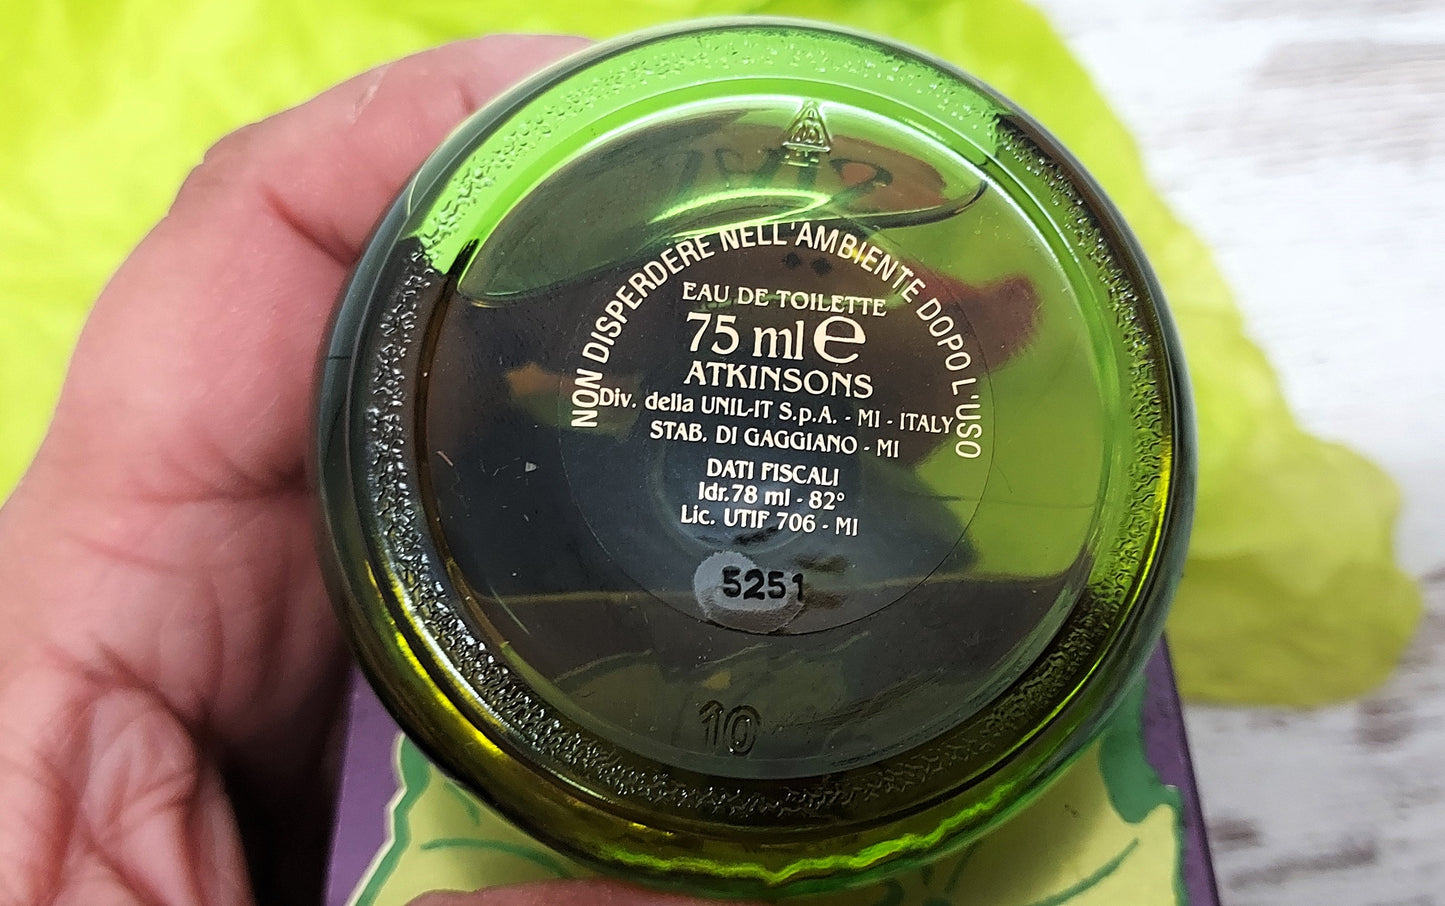 NON DISPERDERE NELL'AMBIENTE DOPO L'USO
EAU DE TOILETTE
75 ml e
ATKINSONS
Div. della UNIL-IT S.p.A. - MI - ITALY
STAB. DI GAGGIANO - MI
DATI FISCALI
Idr.78 ml - 82°
Lic. UTIF 706 - MI
5251
10